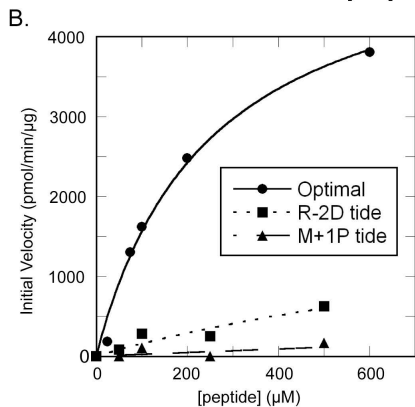 B.
Initial Velocity (pmol/min/µg)
4000
3000
2000
1000
0
Optimal
R-2D tide
M+1P tide
0
200
400
600
[peptide] (µM)